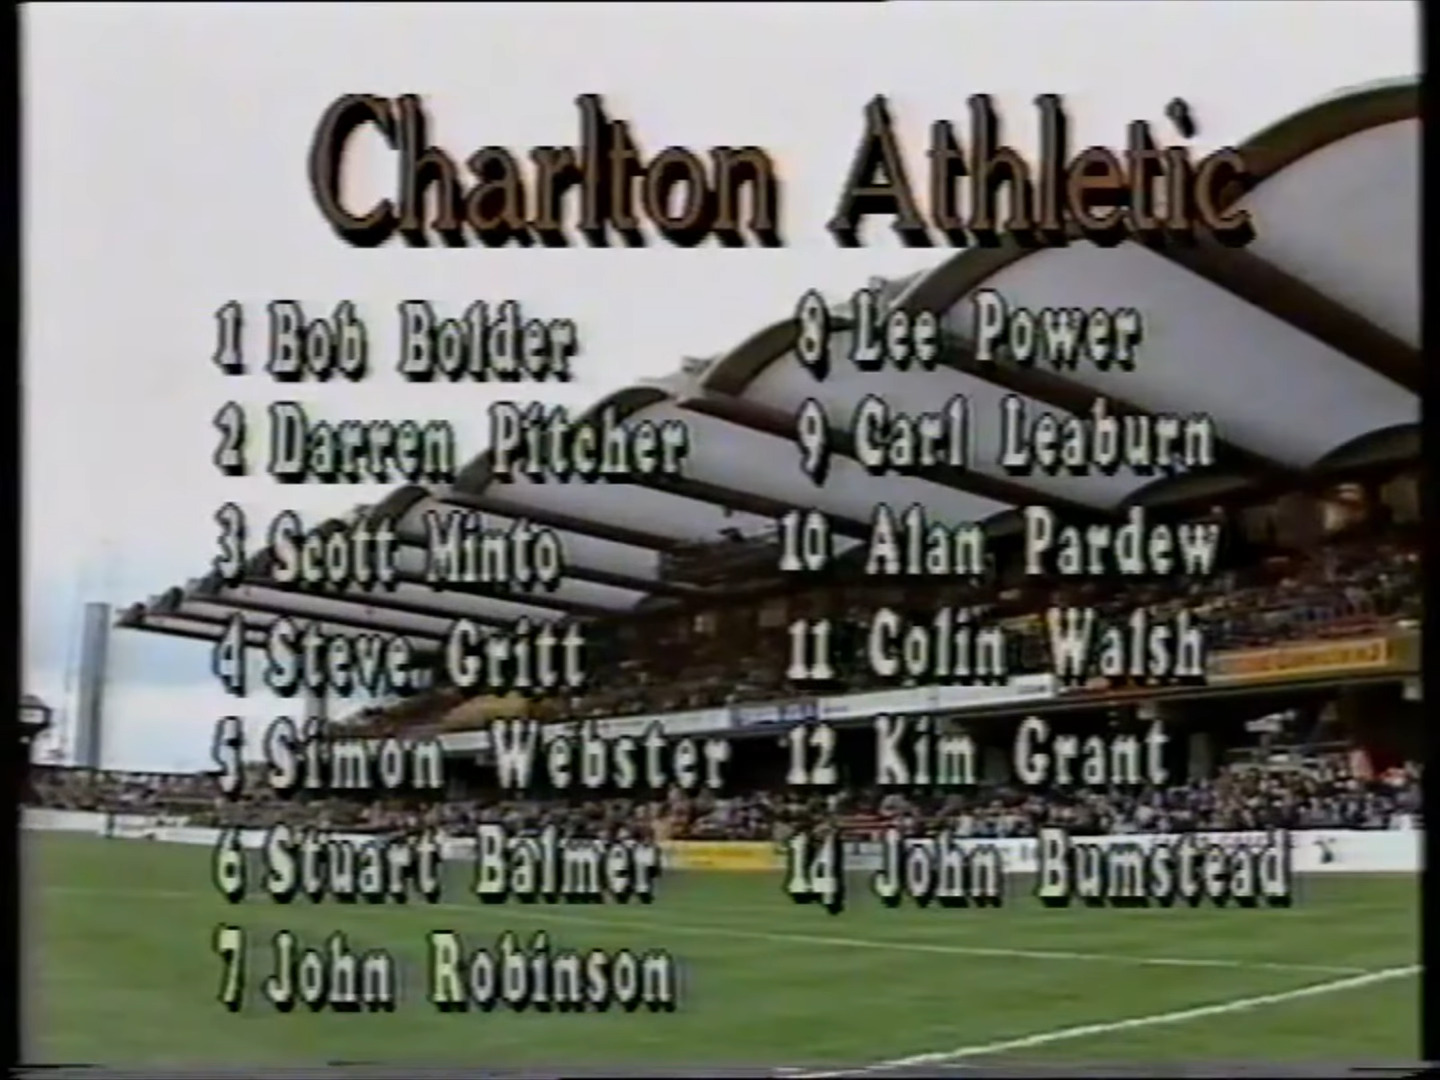 Charlton Athletic
1 Bob Bolder
2 Darren Pitcher
3 Scott Minto
4 Steve Gritt
5 Simon Webster
6 Stuart Balmer
7 John Robinson
8 Lee Power
9 Carl Leaburn
10 Alan Pardew
11 Colin Walsh
12 Kim Grant
14 John Bumstead